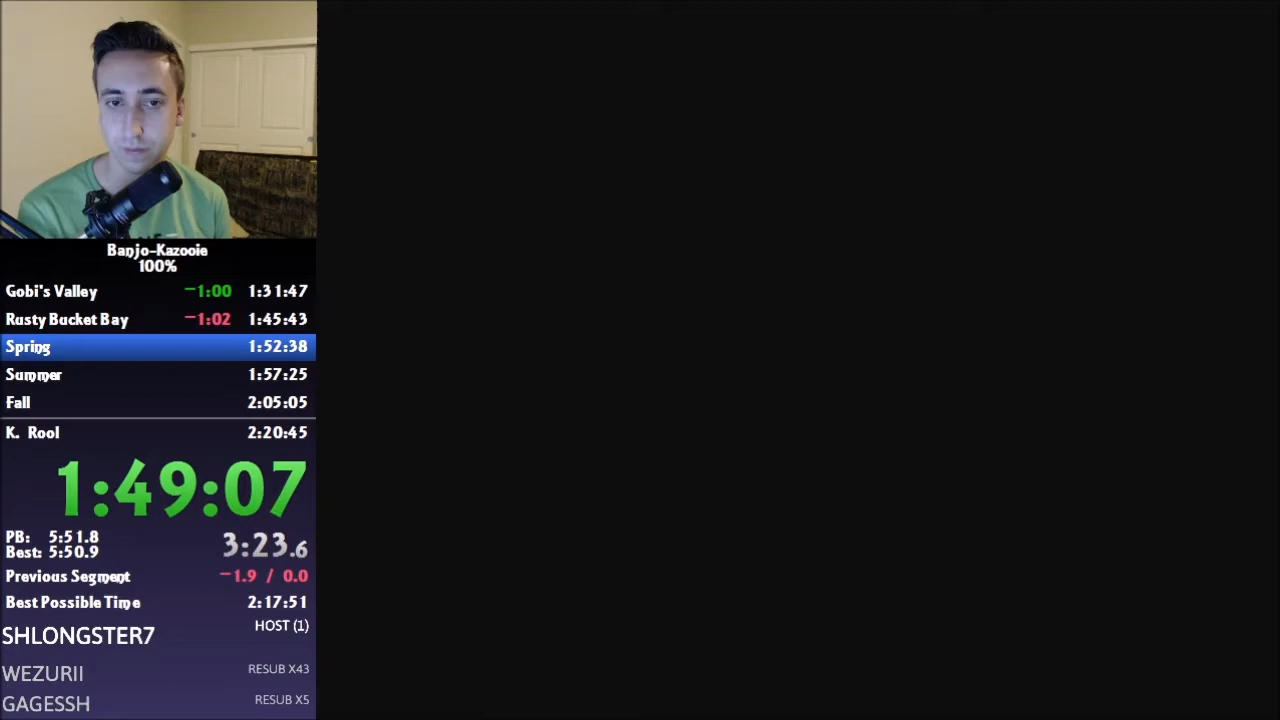 Banjo-Kazooie
100%
Gobi's Valley −1:00 1:31:47
Rusty Bucket Bay −1:02 1:45:43
Spring 1:52:38
Summer 1:57:25
Fall 2:05:05
K. Rool 2:20:45
1:49:07
PB: 5:51.8
Best: 5:50.9
3:23.6
Previous Segment −1.9 / 0.0
Best Possible Time 2:17:51
SHLONGSTER7 HOST (1)
WEZURII RESUB X43
GAGESSH RESUB X5